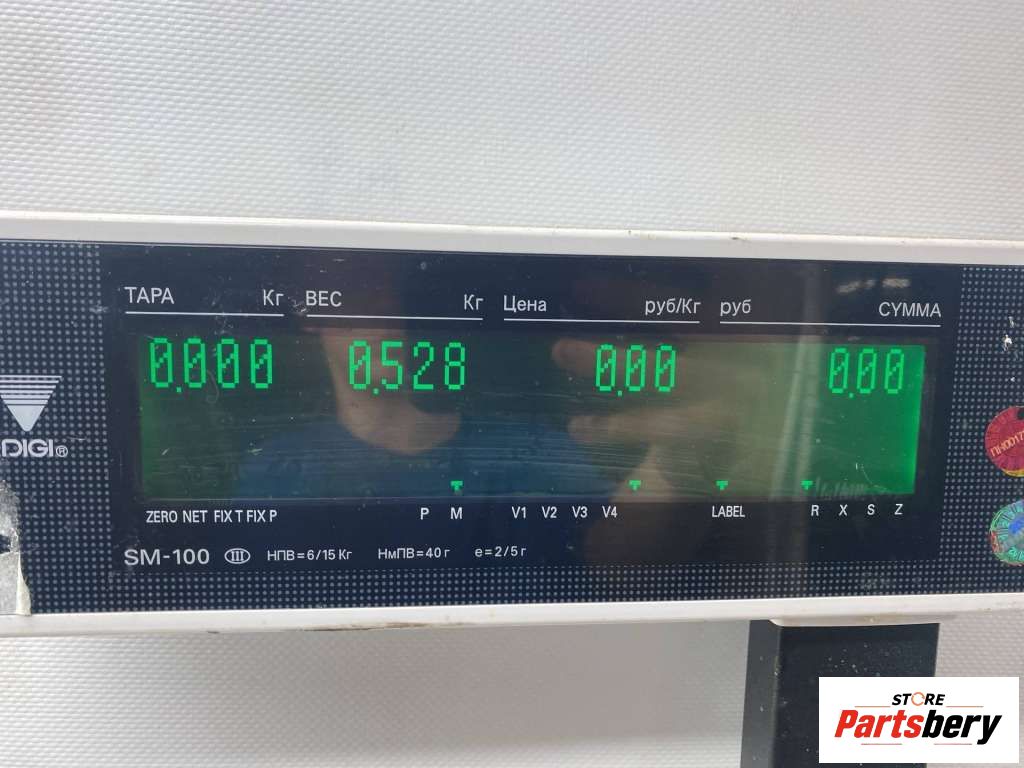 ТАРА Кг ВЕС Кг Цена руб/Кг руб СУММА
0.000 0.528 0.00 0.00
DIGI®
ZERO NET FIX T FIX P P M V1 V2 V3 V4 LABEL R X S Z
SM-100 III НПВ=6/15 Кг НмПВ=40 г e=2/5 г
STORE
Partsbery